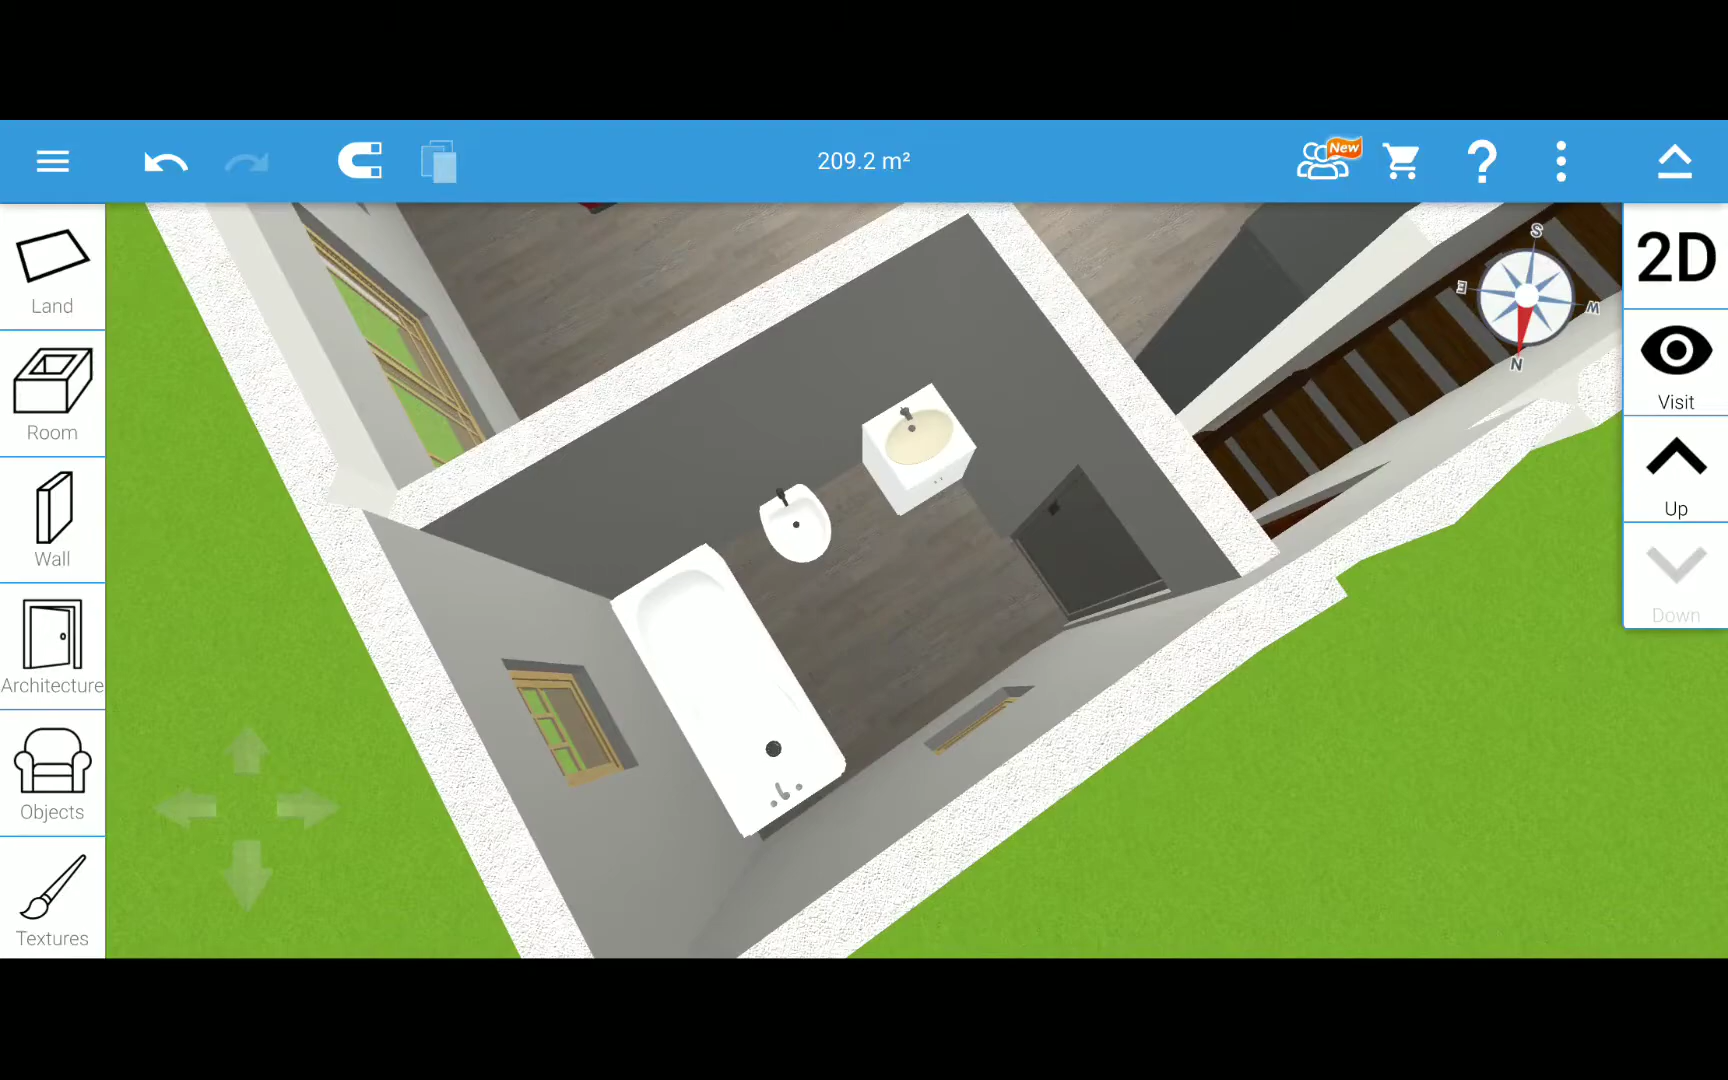 209.2 m²
New
Land
Room
Wall
Architecture
Objects
Textures
S
E
W
N
2D
Visit
Up
Down